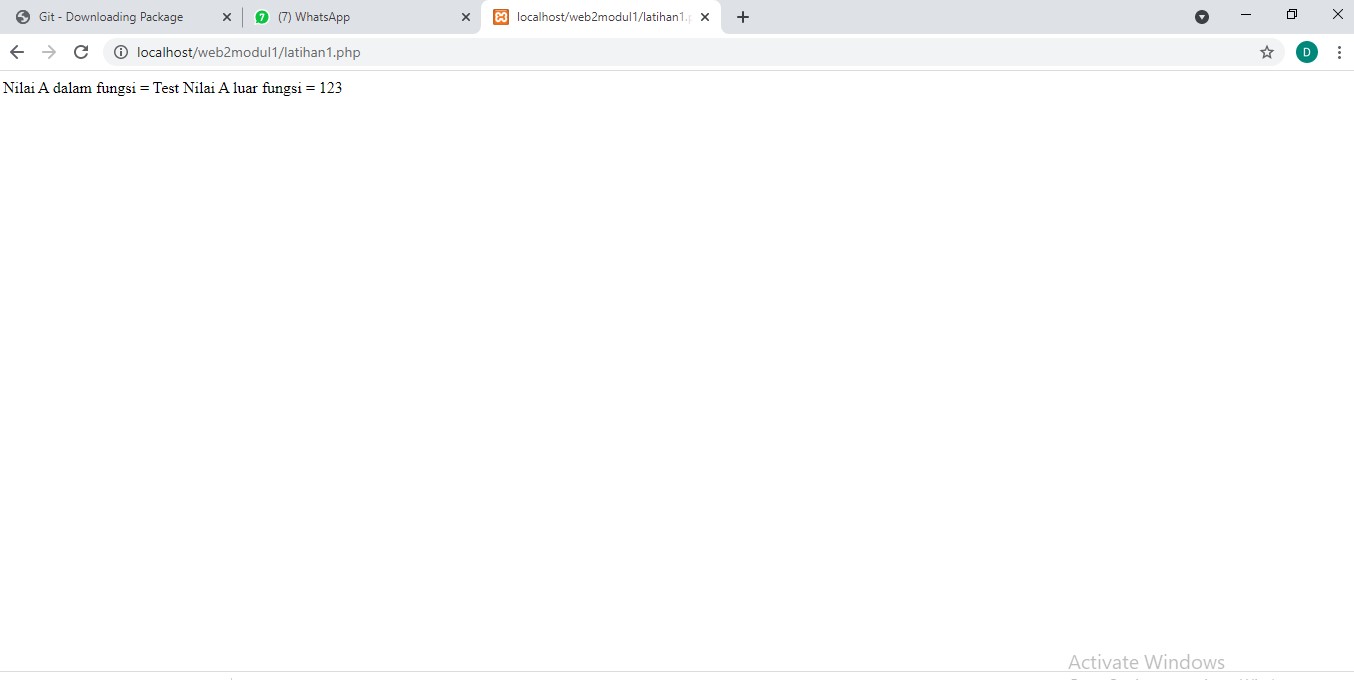 Git - Downloading Package
7 (7) WhatsApp
localhost/web2modul1/latihan1.p
localhost/web2modul1/latihan1.php
D
Nilai A dalam fungsi = Test Nilai A luar fungsi = 123
Activate Windows